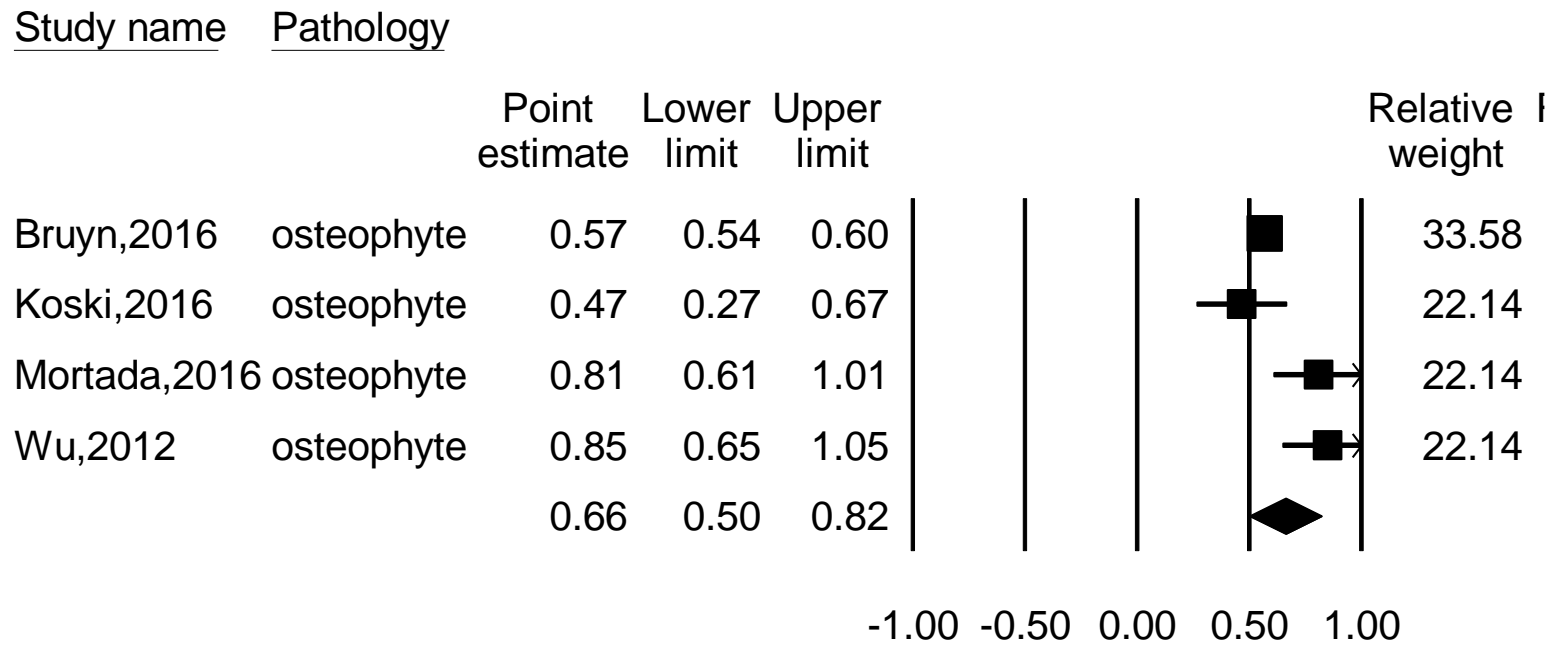 Study name Pathology
Point Lower Upper Relative
estimate limit limit weight
Bruyn,2016 osteophyte 0.57 0.54 0.60 33.58
Koski,2016 osteophyte 0.47 0.27 0.67 22.14
Mortada,2016 osteophyte 0.81 0.61 1.01 22.14
Wu,2012 osteophyte 0.85 0.65 1.05 22.14
0.66 0.50 0.82
-1.00 -0.50 0.00 0.50 1.00